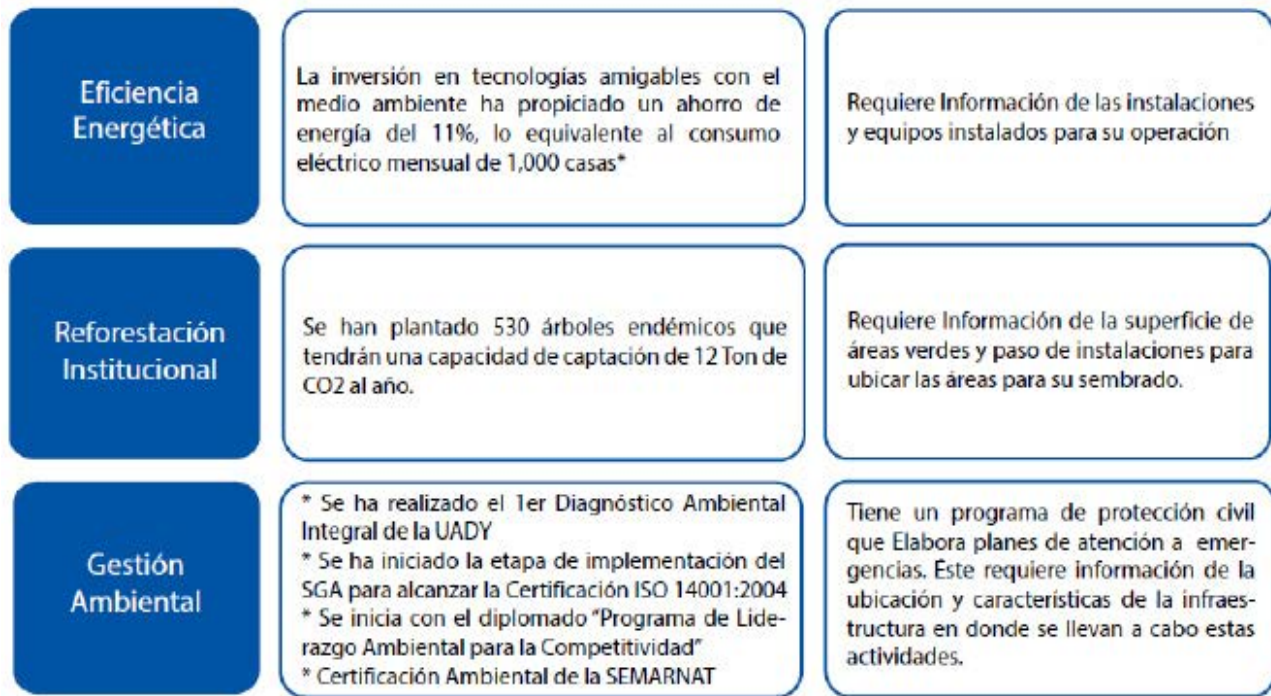 Eficiencia
Energética
La inversión en tecnologías amigables con el
medio ambiente ha propiciado un ahorro de
energía del 11%, lo equivalente al consumo
eléctrico mensual de 1,000 casas*
Requiere Información de las instalaciones
y equipos instalados para su operación
Reforestación
Institucional
Se han plantado 530 árboles endémicos que
tendrán una capacidad de captación de 12 Ton de
CO2 al año.
Requiere Información de la superficie de
áreas verdes y paso de instalaciones para
ubicar las áreas para su sembrado.
Gestión
Ambiental
* Se ha realizado el 1er Diagnóstico Ambiental
Integral de la UADY
* Se ha iniciado la etapa de implementación del
SGA para alcanzar la Certificación ISO 14001:2004
* Se inicia con el diplomado “Programa de Lide-
razgo Ambiental para la Competitividad”
* Certificación Ambiental de la SEMARNAT
Tiene un programa de protección civil
que Elabora planes de atención a emer-
gencias. Éste requiere información de la
ubicación y características de la infraes-
tructura en donde se llevan a cabo estas
actividades.